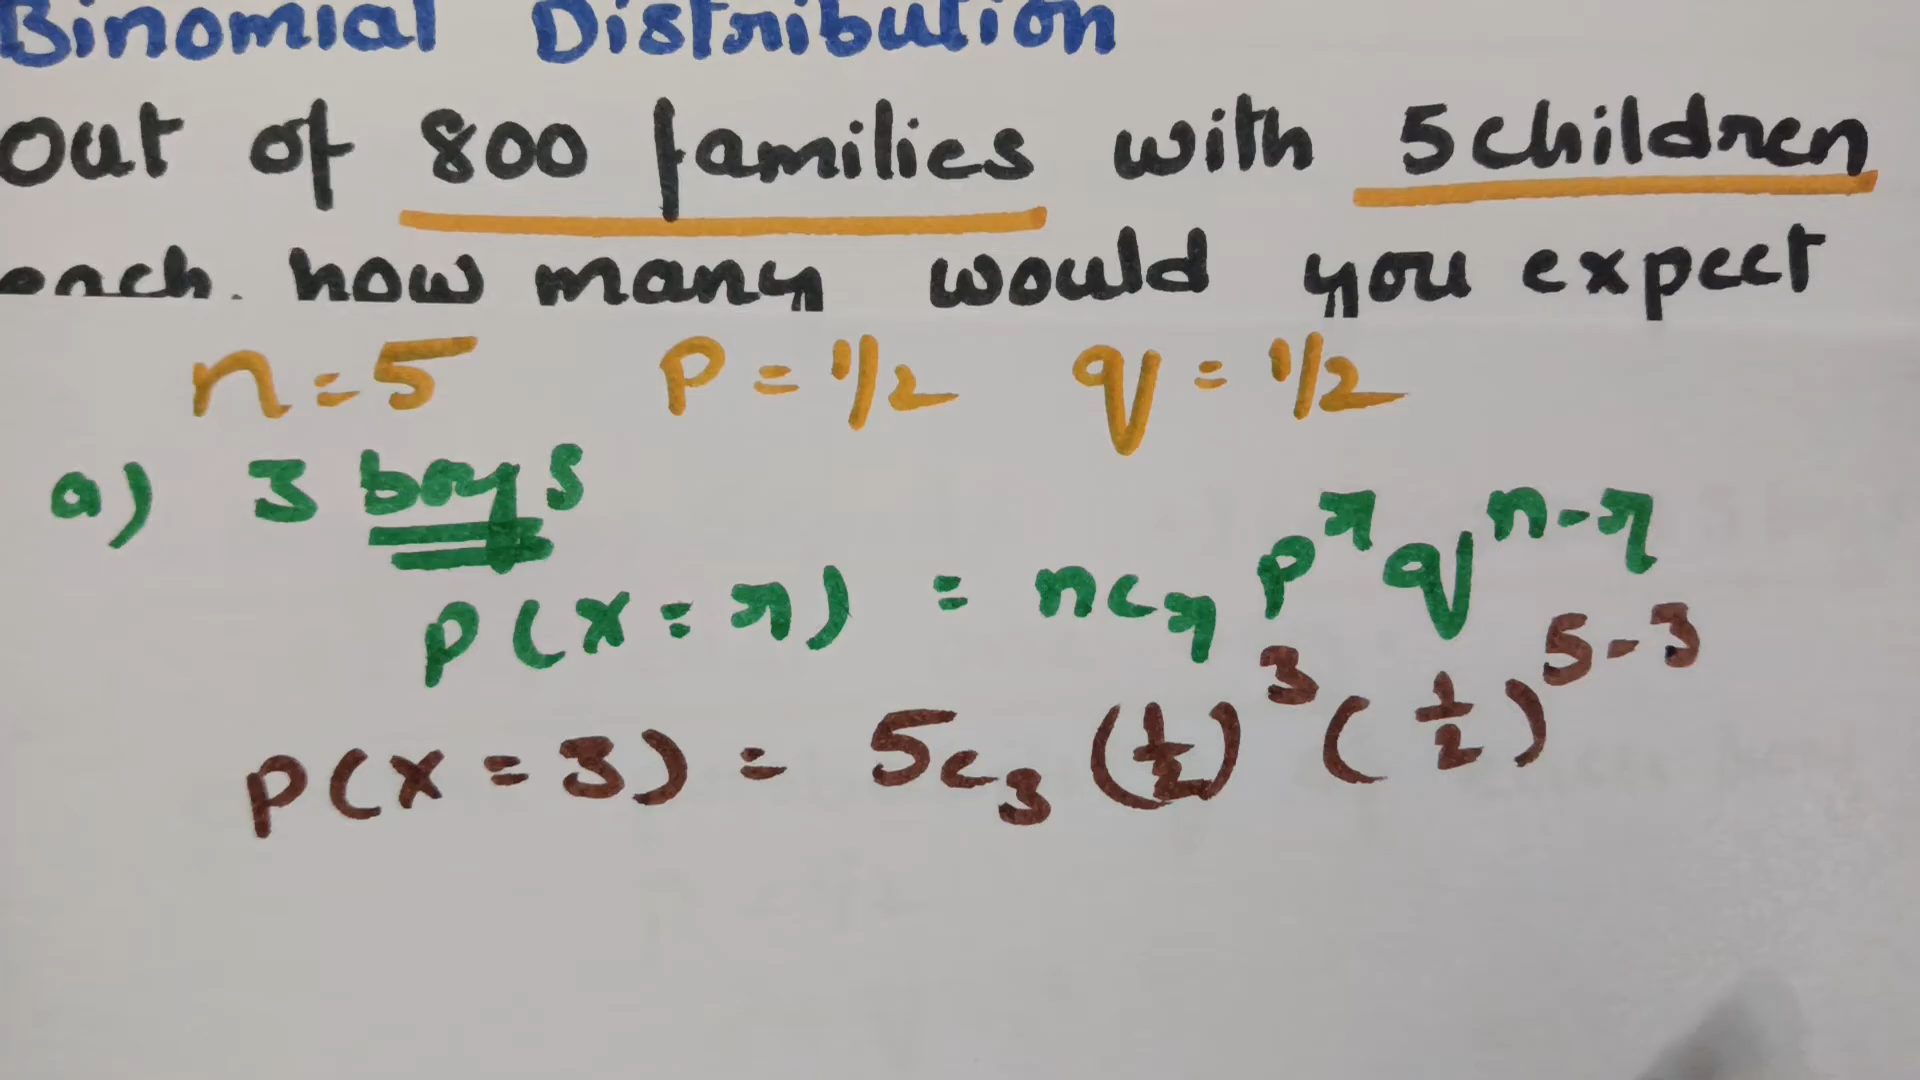 Binomial Distribution
Out of 800 families with 5 children
each. how many would you expect
n = 5 p = 1/2 q = 1/2
a) 3 boys
p(x = r) = ncr p^r q^n-r
p(x = 3) = 5c3 (1/2)^3 (1/2)^5-3